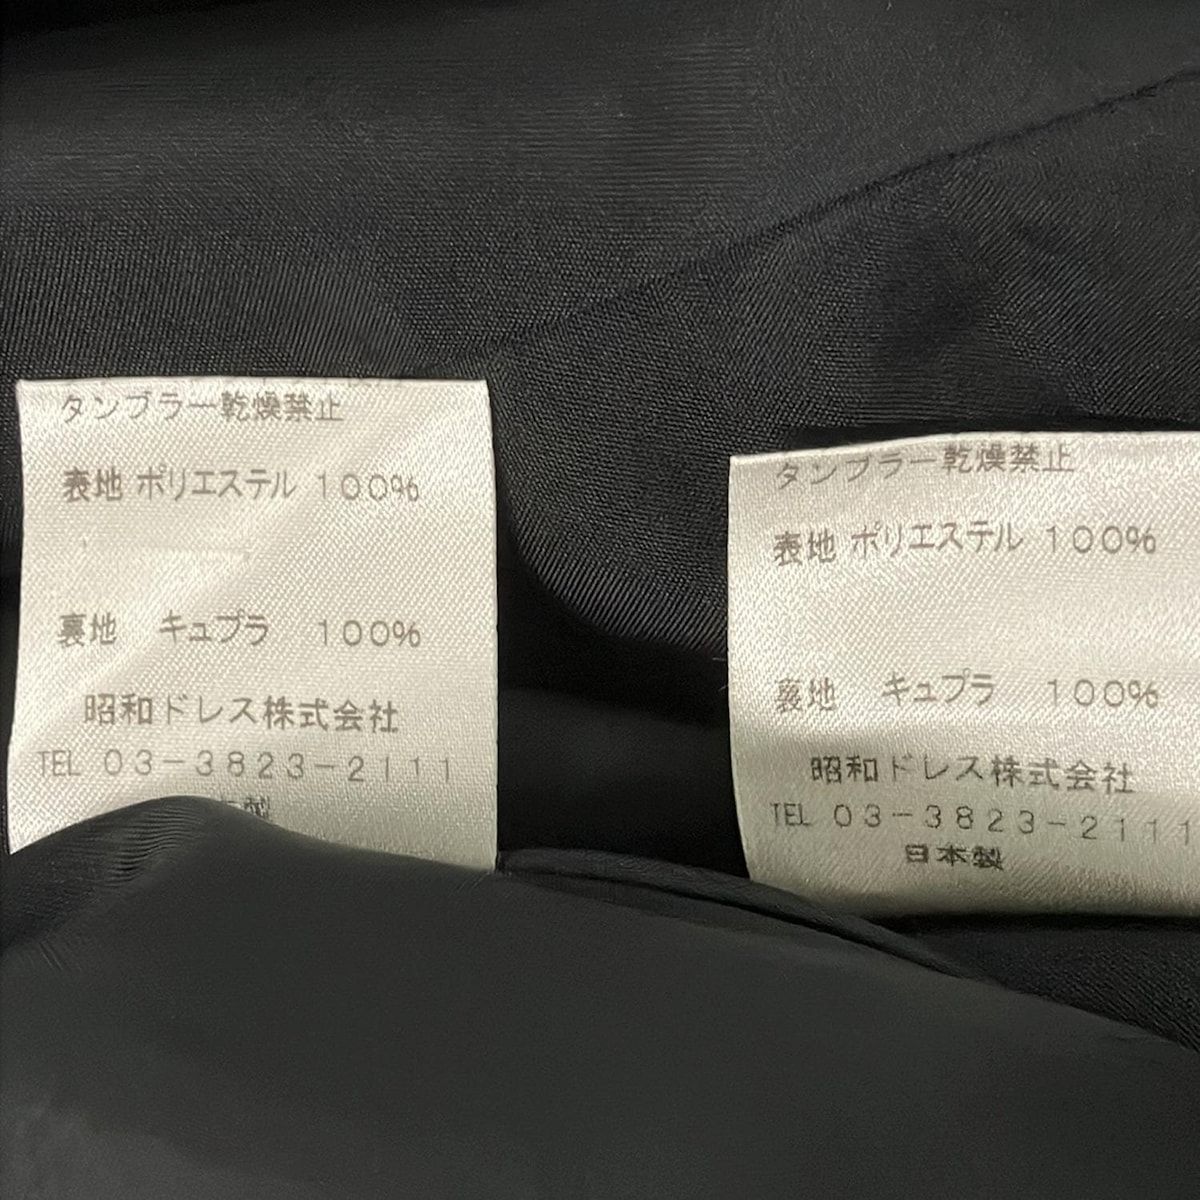 タンブラー乾燥禁止
表地 ポリエステル 100%
裏地 キュプラ 100%
昭和ドレス株式会社
TEL 03-3823-2111
製
タンブラー乾燥禁止
表地 ポリエステル 100%
裏地 キュプラ 100%
昭和ドレス株式会社
TEL 03-3823-2111
日本製